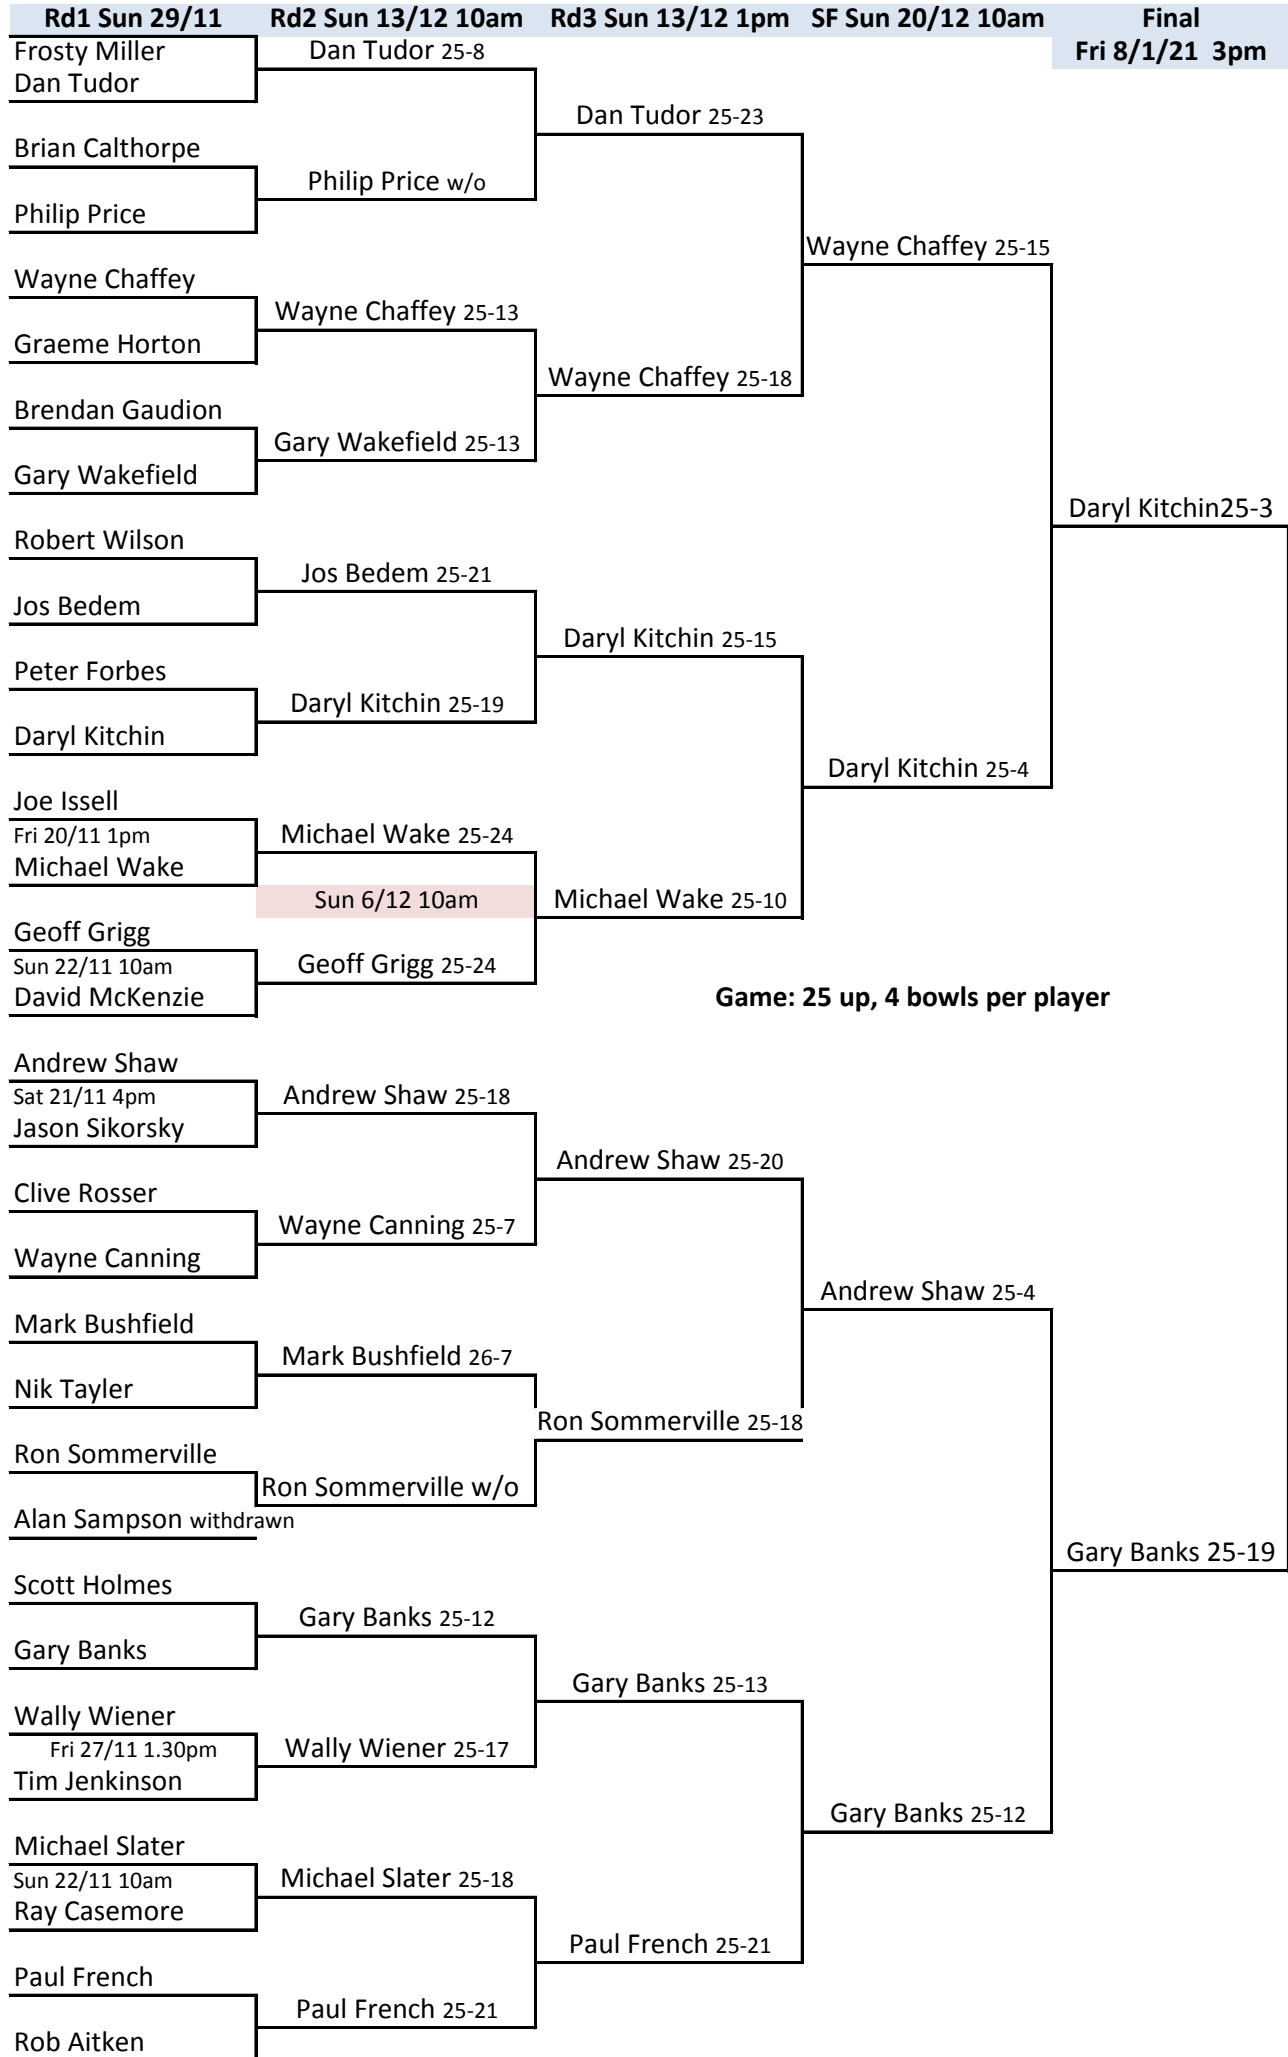 Rd1 Sun 29/11 Rd2 Sun 13/12 10am Rd3 Sun 13/12 1pm SF Sun 20/12 10am Final
Fri 8/1/21 3pm
Frosty Miller
Dan Tudor 25-8
Dan Tudor
Dan Tudor 25-23
Brian Calthorpe
Philip Price w/o
Philip Price
Wayne Chaffey 25-15
Wayne Chaffey
Wayne Chaffey 25-13
Graeme Horton
Wayne Chaffey 25-18
Brendan Gaudion
Gary Wakefield 25-13
Gary Wakefield
Daryl Kitchin25-3
Robert Wilson
Jos Bedem 25-21
Jos Bedem
Daryl Kitchin 25-15
Peter Forbes
Daryl Kitchin 25-19
Daryl Kitchin
Daryl Kitchin 25-4
Joe Issell
Fri 20/11 1pm
Michael Wake 25-24
Michael Wake
Sun 6/12 10am
Michael Wake 25-10
Geoff Grigg
Sun 22/11 10am
Geoff Grigg 25-24
David McKenzie
Game: 25 up, 4 bowls per player
Andrew Shaw
Sat 21/11 4pm
Andrew Shaw 25-18
Jason Sikorsky
Andrew Shaw 25-20
Clive Rosser
Wayne Canning 25-7
Wayne Canning
Andrew Shaw 25-4
Mark Bushfield
Mark Bushfield 26-7
Nik Tayler
Ron Sommerville 25-18
Ron Sommerville
Ron Sommerville w/o
Alan Sampson withdrawn
Gary Banks 25-19
Scott Holmes
Gary Banks 25-12
Gary Banks
Gary Banks 25-13
Wally Wiener
Fri 27/11 1.30pm
Wally Wiener 25-17
Tim Jenkinson
Gary Banks 25-12
Michael Slater
Sun 22/11 10am
Michael Slater 25-18
Ray Casemore
Paul French 25-21
Paul French
Paul French 25-21
Rob Aitken